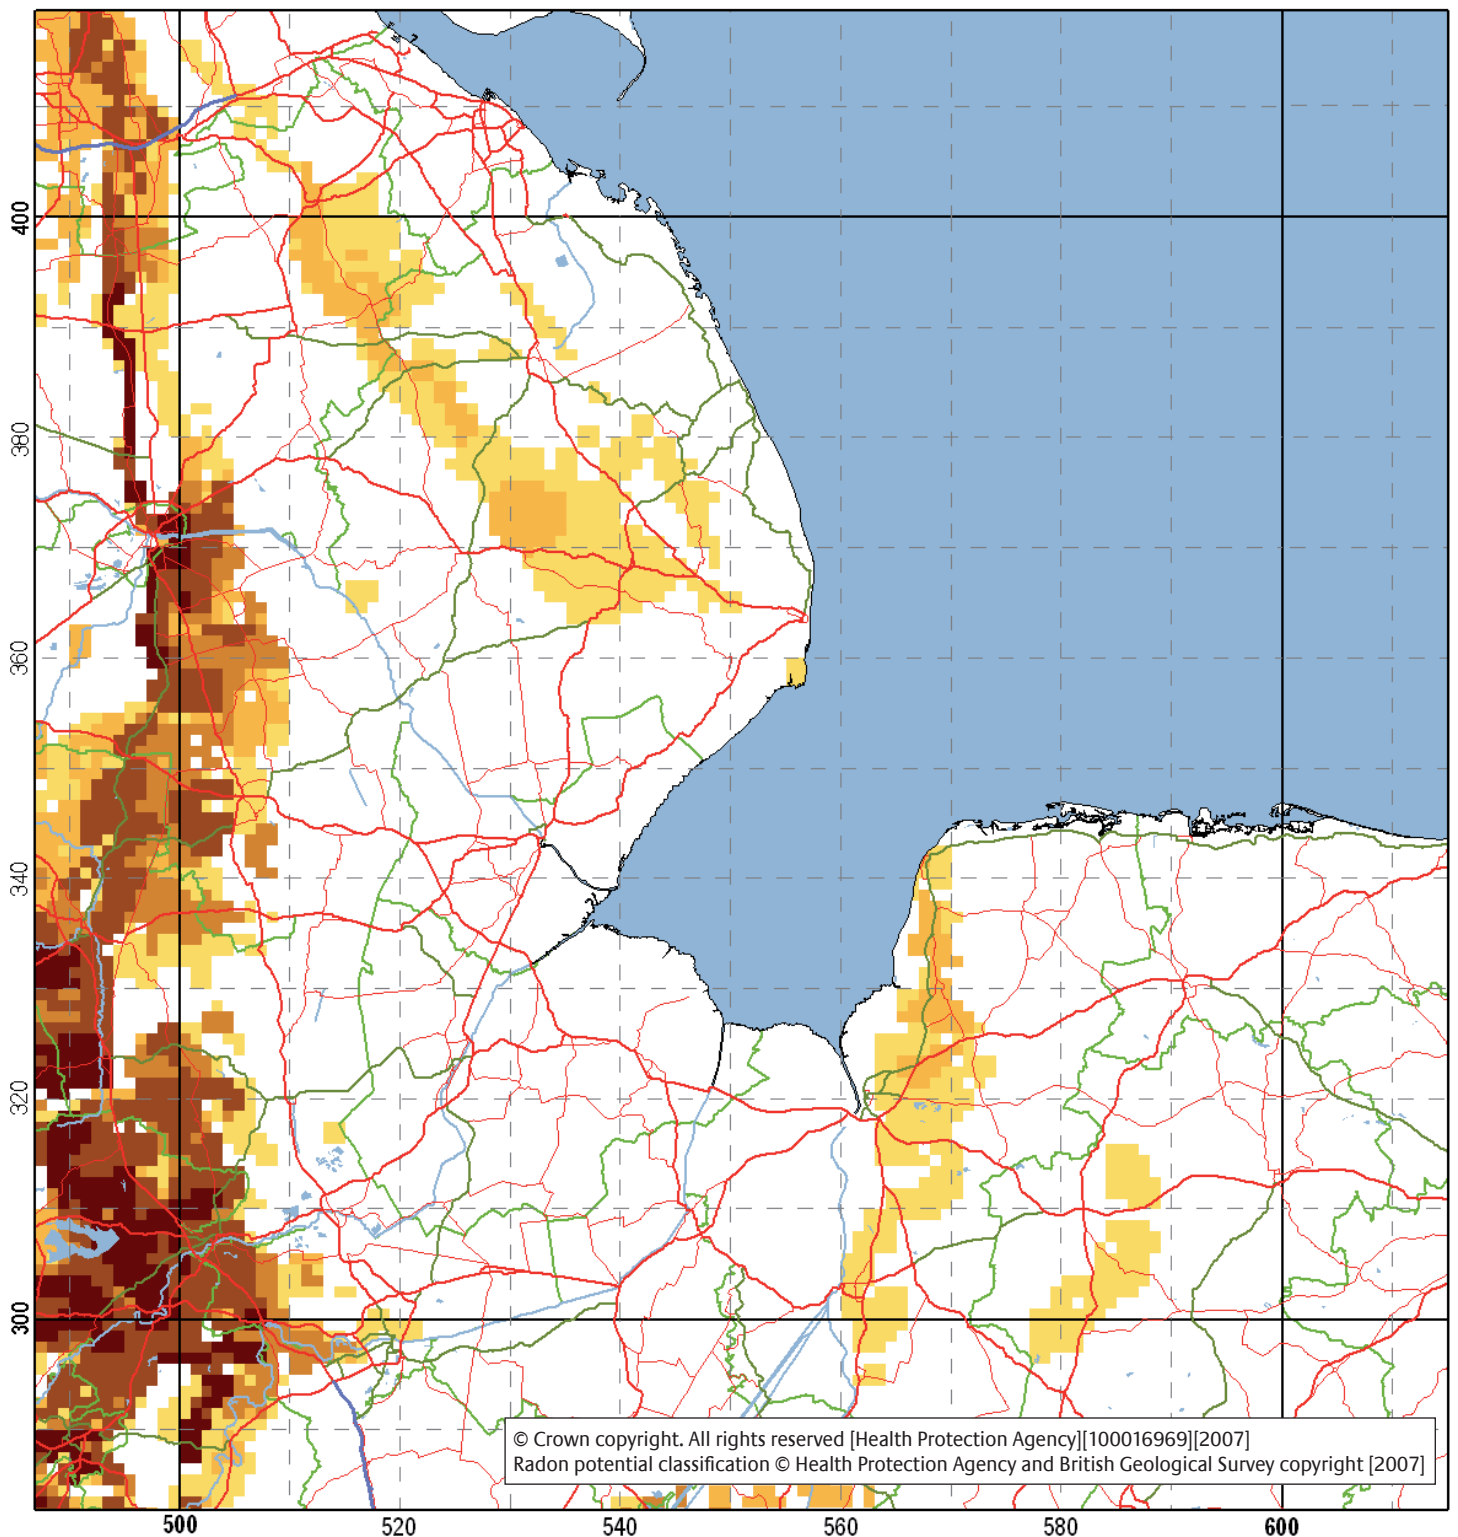 400
380
360
340
320
300
© Crown copyright. All rights reserved [Health Protection Agency][100016969][2007]
Radon potential classification © Health Protection Agency and British Geological Survey copyright [2007]
500 520 540 560 580 600